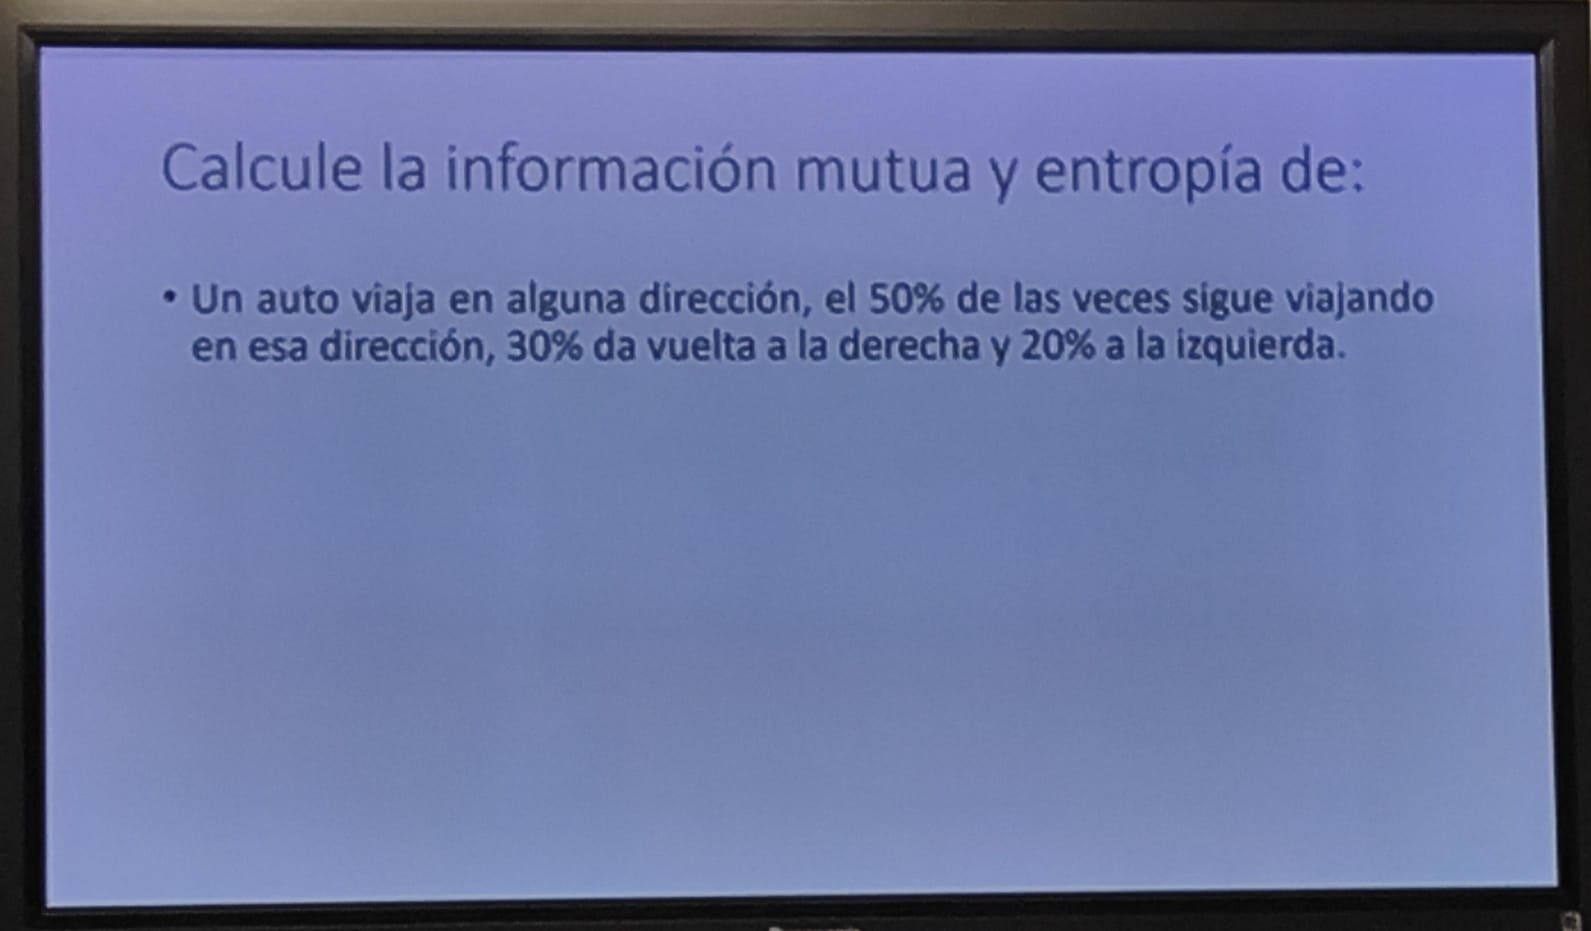 Calcule la información mutua y entropía de:
• Un auto viaja en alguna dirección, el 50% de las veces sigue viajando
en esa dirección, 30% da vuelta a la derecha y 20% a la izquierda.